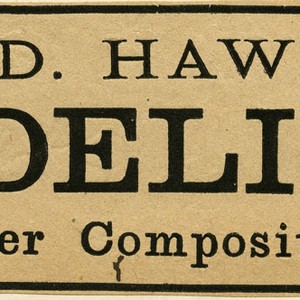 D. HAW
DELI
er Composit